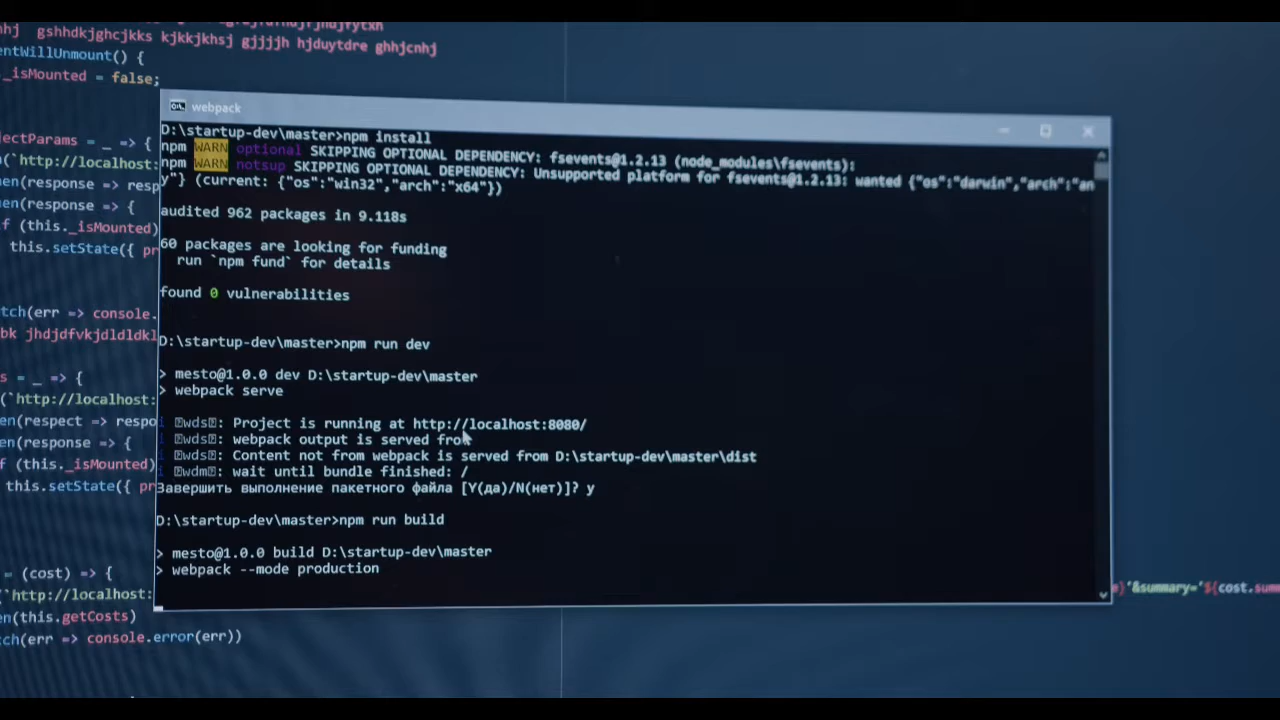 gshhdkjghcjkks kjkkjkhsj gjjjjh hjduytdre ghhjcnhj
entWillUnmount() {
_isMounted = false;
webpack
D:\startup-dev\master>npm install
npm WARN optional SKIPPING OPTIONAL DEPENDENCY: fsevents@1.2.13 (node_modules\fsevents):
npm WARN notsup SKIPPING OPTIONAL DEPENDENCY: Unsupported platform for fsevents@1.2.13: wanted {"os":"darwin","arch":"an
y"} (current: {"os":"win32","arch":"x64"})
audited 962 packages in 9.118s
60 packages are looking for funding
run `npm fund` for details
found 0 vulnerabilities
D:\startup-dev\master>npm run dev
> mesto@1.0.0 dev D:\startup-dev\master
> webpack serve
i ｢wds｣: Project is running at http://localhost:8080/
i ｢wds｣: webpack output is served from
i ｢wds｣: Content not from webpack is served from D:\startup-dev\master\dist
i ｢wdm｣: wait until bundle finished: /
Завершить выполнение пакетного файла [Y(да)/N(нет)]? y
D:\startup-dev\master>npm run build
> mesto@1.0.0 build D:\startup-dev\master
> webpack --mode production
lectParams = _ => {
(`http://localhost:
hen(response => resp
hen(response => {
if (this._isMounted)
this.setState({ pr
tch(err => console.
bk jhdjdfvkjdldldkl
s = _ => {
(`http://localhost:
en(respect => respo
en(response => {
f (this._isMounted)
this.setState({ pr
= (cost) => {
(`http://localhost:
en(this.getCosts)
tch(err => console.error(err))
}`&summary=`${cost.summ